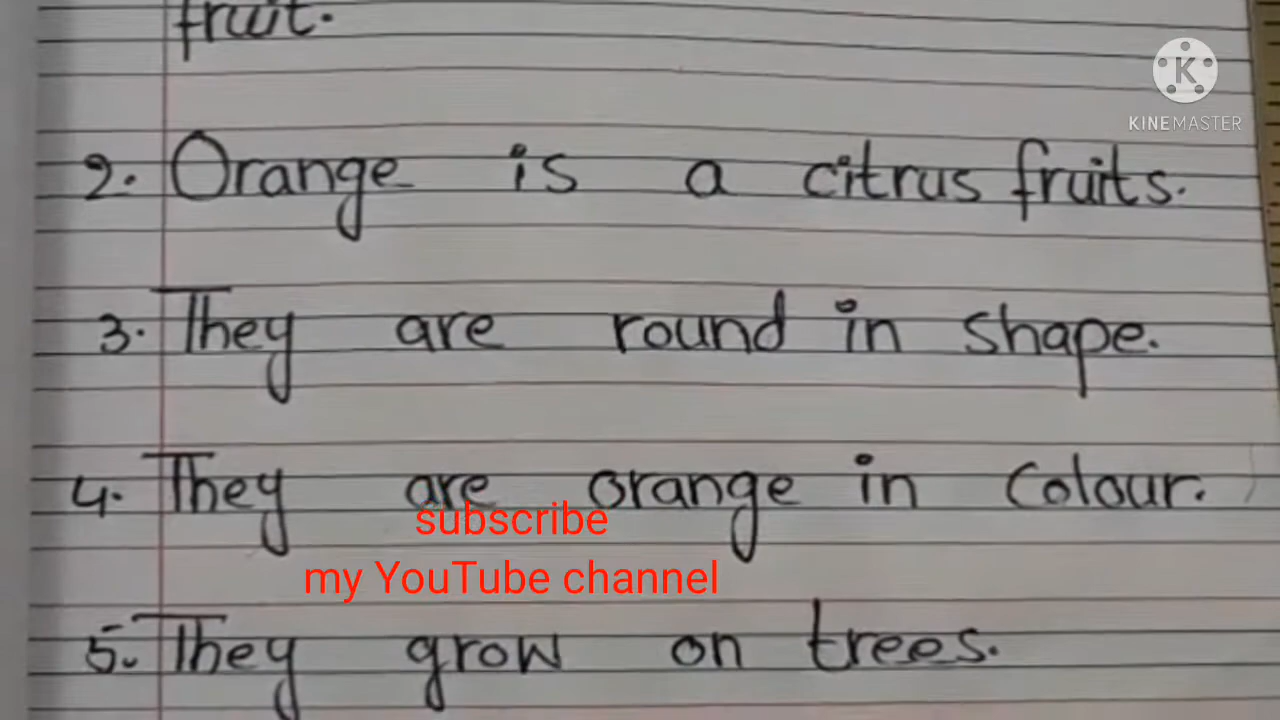 fruit.
KINEMASTER
2. Orange is a citrus fruits.
3. They are round in shape.
4. They are orange in colour.
subscribe
my YouTube channel
5. They grow on trees.